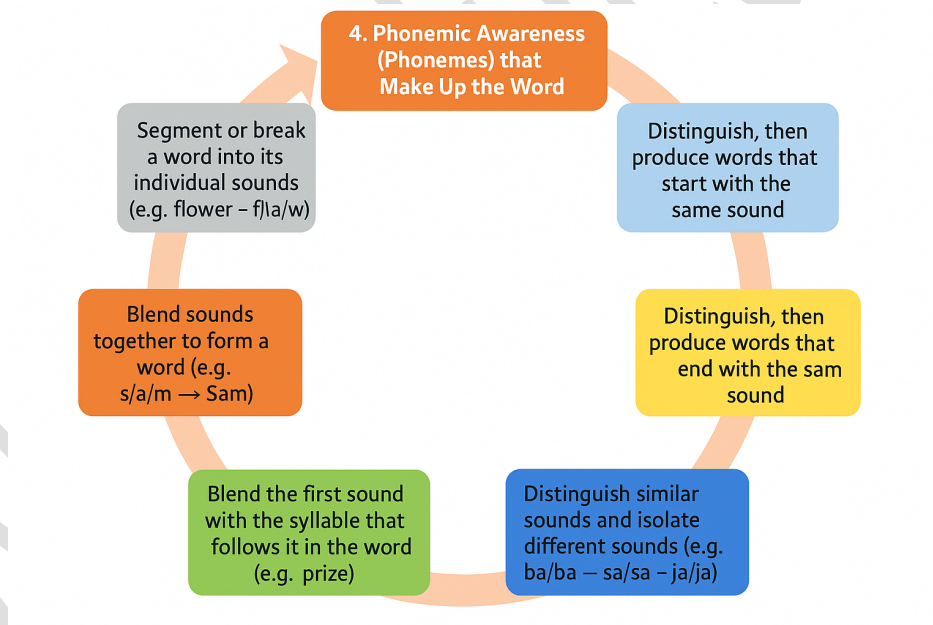 4. Phonemic Awareness
(Phonemes) that
Make Up the Word
Distinguish, then
produce words that
start with the
same sound
Distinguish, then
produce words that
end with the sam
sound
Distinguish similar
sounds and isolate
different sounds (e.g.
ba/ba — sa/sa – ja/ja)
Blend the first sound
with the syllable that
follows it in the word
(e.g. prize)
Blend sounds
together to form a
word (e.g.
s/a/m → Sam)
Segment or break
a word into its
individual sounds
(e.g. flower –